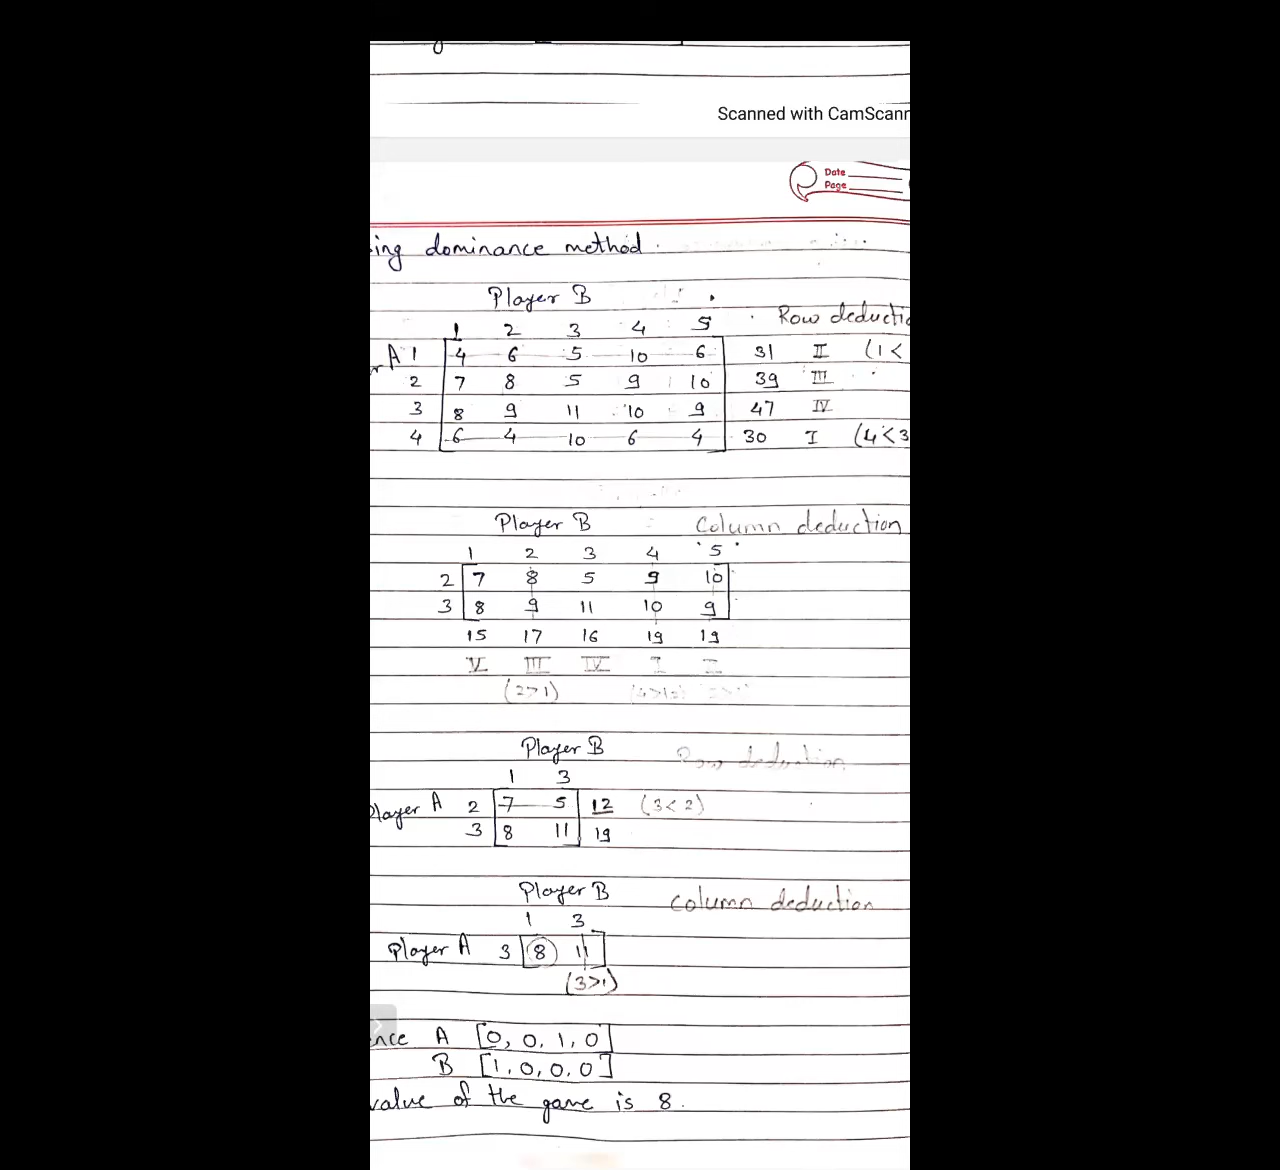 Scanned with CamScann
Date
Page
ing dominance method.
Player B
Row deductio
1 2 3 4 5
r A 1 4 6 5 10 6 31 II (1<
2 7 8 5 9 10 39 III
3 8 9 11 10 9 47 IV
4 6 4 10 6 4 30 I (4<3
Player B Column deduction
1 2 3 4 5
2 7 8 5 9 10
3 8 9 11 10 9
15 17 16 19 19
V III IV I I
(2>1)
Player B Row deduction
1 3
Player A 2 7 5 12 (3<2)
3 8 11 19
Player B Column deduction
1 3
Player A 3 8 11
(3>1)
nce A [0, 0, 1, 0]
B [1, 0, 0, 0]
value of the game is 8.